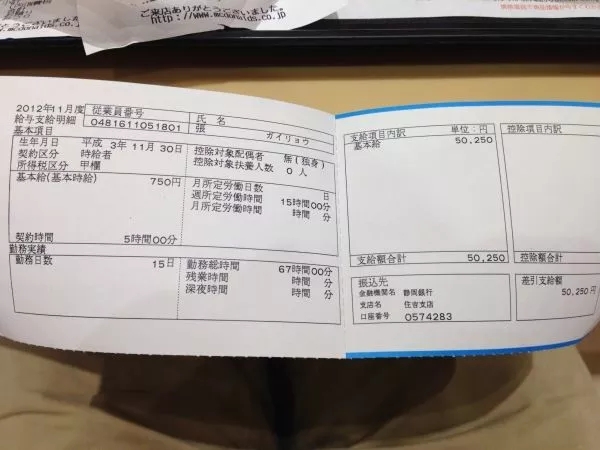 ご来店ありがとうございました。
http://www.mcdonalds.co.jp
2012年11月度
給与支給明細
従業員番号
0481611051801
氏 名
張 ガイリョウ
基本項目
生年月日 平成 3年11月30日
契約区分 時給者
所得税区分 甲欄
控除対象配偶者 無(独身)
控除対象扶養人数 0 人
基本給(基本時給) 750円
契約時間 5時間00分
月所定労働日数 日
週所定労働時間 15時間00分
月所定労働時間 時間 分
勤務実績
勤務日数 15日
勤務総時間 67時間00分
残業時間 時間 分
深夜時間 時間 分
支給項目内訳 単位:円
基本給 50,250
支給額合計 50,250
控除項目内訳
控除額合計
振込先
金融機関名 静岡銀行
支店名 住吉支店
口座番号 0574283
差引支給額
50,250円